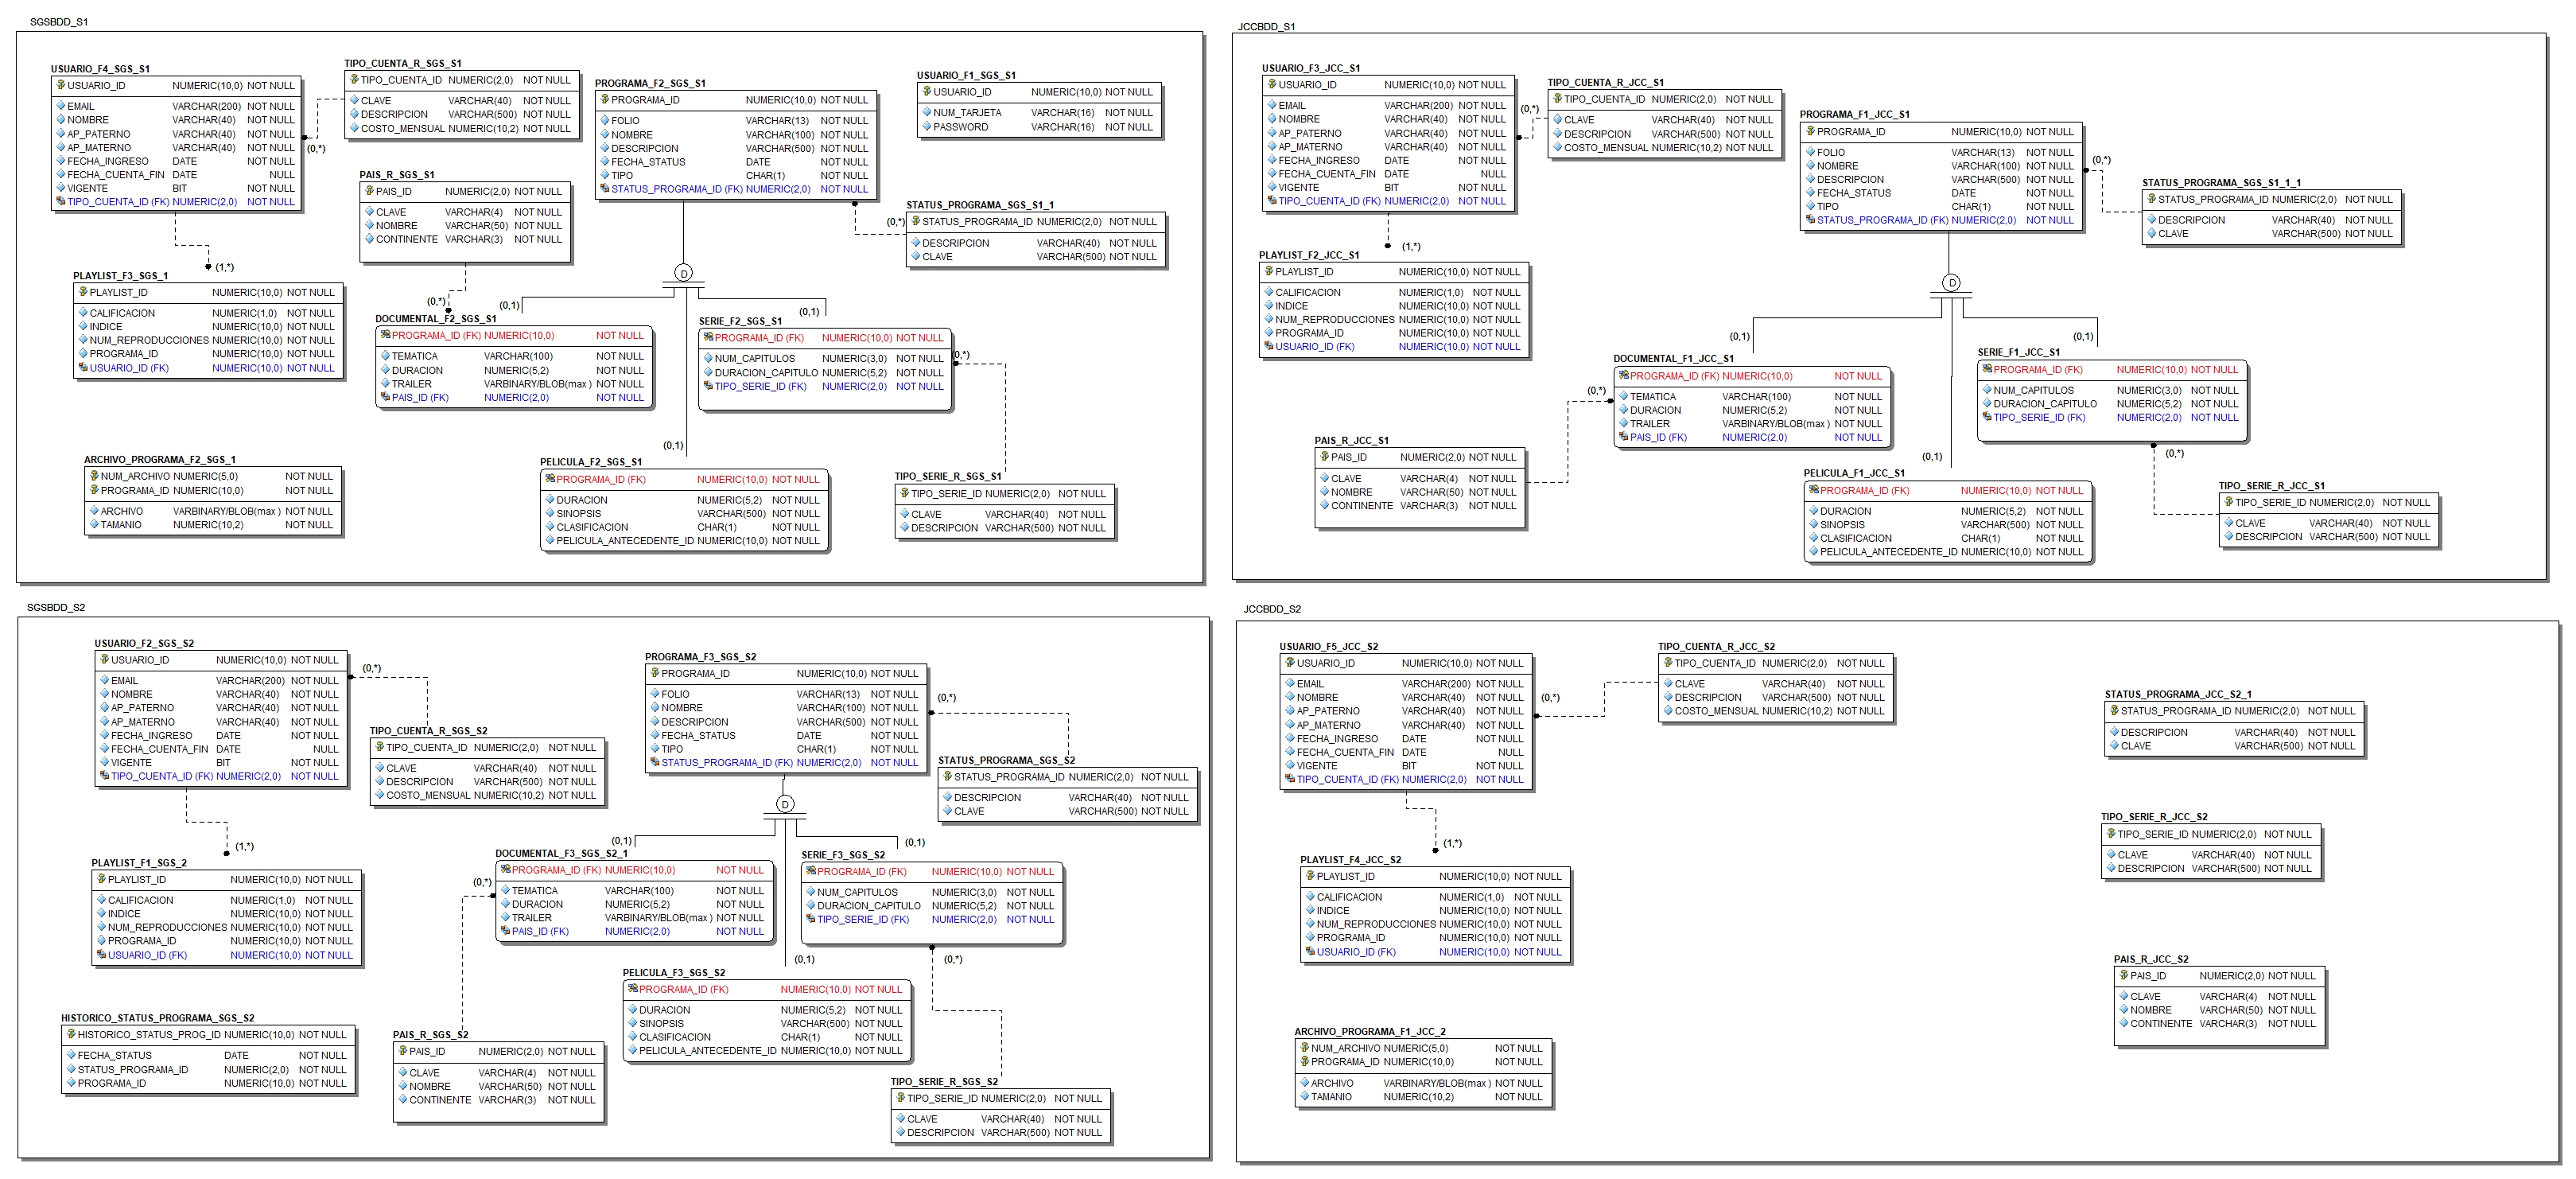 SGSBDD_S1
USUARIO_F4_SGS_S1
USUARIO_ID NUMERIC(10,0) NOT NULL
EMAIL VARCHAR(200) NOT NULL
NOMBRE VARCHAR(40) NOT NULL
AP_PATERNO VARCHAR(40) NOT NULL
AP_MATERNO VARCHAR(40) NOT NULL
FECHA_INGRESO DATE NOT NULL
FECHA_CUENTA_FIN DATE NULL
VIGENTE BIT NOT NULL
TIPO_CUENTA_ID (FK) NUMERIC(2,0) NOT NULL
(0,*)
TIPO_CUENTA_R_SGS_S1
TIPO_CUENTA_ID NUMERIC(2,0) NOT NULL
CLAVE VARCHAR(40) NOT NULL
DESCRIPCION VARCHAR(500) NOT NULL
COSTO_MENSUAL NUMERIC(10,2) NOT NULL
PROGRAMA_F2_SGS_S1
PROGRAMA_ID NUMERIC(10,0) NOT NULL
FOLIO VARCHAR(13) NOT NULL
NOMBRE VARCHAR(100) NOT NULL
DESCRIPCION VARCHAR(500) NOT NULL
FECHA_STATUS DATE NOT NULL
TIPO CHAR(1) NOT NULL
STATUS_PROGRAMA_ID (FK) NUMERIC(2,0) NOT NULL
USUARIO_F1_SGS_S1
USUARIO_ID NUMERIC(10,0) NOT NULL
NUM_TARJETA VARCHAR(16) NOT NULL
PASSWORD VARCHAR(16) NOT NULL
PAIS_R_SGS_S1
PAIS_ID NUMERIC(2,0) NOT NULL
CLAVE VARCHAR(4) NOT NULL
NOMBRE VARCHAR(50) NOT NULL
CONTINENTE VARCHAR(3) NOT NULL
(0,*)
STATUS_PROGRAMA_SGS_S1_1
STATUS_PROGRAMA_ID NUMERIC(2,0) NOT NULL
DESCRIPCION VARCHAR(40) NOT NULL
CLAVE VARCHAR(500) NOT NULL
(1,*)
D
PLAYLIST_F3_SGS_1
PLAYLIST_ID NUMERIC(10,0) NOT NULL
CALIFICACION NUMERIC(1,0) NOT NULL
INDICE NUMERIC(10,0) NOT NULL
NUM_REPRODUCCIONES NUMERIC(10,0) NOT NULL
PROGRAMA_ID NUMERIC(10,0) NOT NULL
USUARIO_ID (FK) NUMERIC(10,0) NOT NULL
(0,*)
(0,1)
(0,1)
DOCUMENTAL_F2_SGS_S1
PROGRAMA_ID (FK) NUMERIC(10,0) NOT NULL
TEMATICA VARCHAR(100) NOT NULL
DURACION NUMERIC(5,2) NOT NULL
TRAILER VARBINARY/BLOB(max ) NOT NULL
PAIS_ID (FK) NUMERIC(2,0) NOT NULL
SERIE_F2_SGS_S1
PROGRAMA_ID (FK) NUMERIC(10,0) NOT NULL
NUM_CAPITULOS NUMERIC(3,0) NOT NULL
DURACION_CAPITULO NUMERIC(5,2) NOT NULL
TIPO_SERIE_ID (FK) NUMERIC(2,0) NOT NULL
(0,*)
(0,1)
ARCHIVO_PROGRAMA_F2_SGS_1
NUM_ARCHIVO NUMERIC(5,0) NOT NULL
PROGRAMA_ID NUMERIC(10,0) NOT NULL
ARCHIVO VARBINARY/BLOB(max ) NOT NULL
TAMANIO NUMERIC(10,2) NOT NULL
PELICULA_F2_SGS_S1
PROGRAMA_ID (FK) NUMERIC(10,0) NOT NULL
DURACION NUMERIC(5,2) NOT NULL
SINOPSIS VARCHAR(500) NOT NULL
CLASIFICACION CHAR(1) NOT NULL
PELICULA_ANTECEDENTE_ID NUMERIC(10,0) NOT NULL
TIPO_SERIE_R_SGS_S1
TIPO_SERIE_ID NUMERIC(2,0) NOT NULL
CLAVE VARCHAR(40) NOT NULL
DESCRIPCION VARCHAR(500) NOT NULL
JCCBDD_S1
USUARIO_F3_JCC_S1
USUARIO_ID NUMERIC(10,0) NOT NULL
EMAIL VARCHAR(200) NOT NULL
NOMBRE VARCHAR(40) NOT NULL
AP_PATERNO VARCHAR(40) NOT NULL
AP_MATERNO VARCHAR(40) NOT NULL
FECHA_INGRESO DATE NOT NULL
FECHA_CUENTA_FIN DATE NULL
VIGENTE BIT NOT NULL
TIPO_CUENTA_ID (FK) NUMERIC(2,0) NOT NULL
(0,*)
TIPO_CUENTA_R_JCC_S1
TIPO_CUENTA_ID NUMERIC(2,0) NOT NULL
CLAVE VARCHAR(40) NOT NULL
DESCRIPCION VARCHAR(500) NOT NULL
COSTO_MENSUAL NUMERIC(10,2) NOT NULL
PROGRAMA_F1_JCC_S1
PROGRAMA_ID NUMERIC(10,0) NOT NULL
FOLIO VARCHAR(13) NOT NULL
NOMBRE VARCHAR(100) NOT NULL
DESCRIPCION VARCHAR(500) NOT NULL
FECHA_STATUS DATE NOT NULL
TIPO CHAR(1) NOT NULL
STATUS_PROGRAMA_ID (FK) NUMERIC(2,0) NOT NULL
(0,*)
STATUS_PROGRAMA_SGS_S1_1_1
STATUS_PROGRAMA_ID NUMERIC(2,0) NOT NULL
DESCRIPCION VARCHAR(40) NOT NULL
CLAVE VARCHAR(500) NOT NULL
(1,*)
PLAYLIST_F2_JCC_S1
PLAYLIST_ID NUMERIC(10,0) NOT NULL
CALIFICACION NUMERIC(1,0) NOT NULL
INDICE NUMERIC(10,0) NOT NULL
NUM_REPRODUCCIONES NUMERIC(10,0) NOT NULL
PROGRAMA_ID NUMERIC(10,0) NOT NULL
USUARIO_ID (FK) NUMERIC(10,0) NOT NULL
D
(0,1)
(0,1)
DOCUMENTAL_F1_JCC_S1
PROGRAMA_ID (FK) NUMERIC(10,0) NOT NULL
TEMATICA VARCHAR(100) NOT NULL
DURACION NUMERIC(5,2) NOT NULL
TRAILER VARBINARY/BLOB(max ) NOT NULL
PAIS_ID (FK) NUMERIC(2,0) NOT NULL
(0,*)
SERIE_F1_JCC_S1
PROGRAMA_ID (FK) NUMERIC(10,0) NOT NULL
NUM_CAPITULOS NUMERIC(3,0) NOT NULL
DURACION_CAPITULO NUMERIC(5,2) NOT NULL
TIPO_SERIE_ID (FK) NUMERIC(2,0) NOT NULL
(0,*)
PAIS_R_JCC_S1
PAIS_ID NUMERIC(2,0) NOT NULL
CLAVE VARCHAR(4) NOT NULL
NOMBRE VARCHAR(50) NOT NULL
CONTINENTE VARCHAR(3) NOT NULL
(0,1)
PELICULA_F1_JCC_S1
PROGRAMA_ID (FK) NUMERIC(10,0) NOT NULL
DURACION NUMERIC(5,2) NOT NULL
SINOPSIS VARCHAR(500) NOT NULL
CLASIFICACION CHAR(1) NOT NULL
PELICULA_ANTECEDENTE_ID NUMERIC(10,0) NOT NULL
TIPO_SERIE_R_JCC_S1
TIPO_SERIE_ID NUMERIC(2,0) NOT NULL
CLAVE VARCHAR(40) NOT NULL
DESCRIPCION VARCHAR(500) NOT NULL
SGSBDD_S2
USUARIO_F2_SGS_S2
USUARIO_ID NUMERIC(10,0) NOT NULL
EMAIL VARCHAR(200) NOT NULL
NOMBRE VARCHAR(40) NOT NULL
AP_PATERNO VARCHAR(40) NOT NULL
AP_MATERNO VARCHAR(40) NOT NULL
FECHA_INGRESO DATE NOT NULL
FECHA_CUENTA_FIN DATE NULL
VIGENTE BIT NOT NULL
TIPO_CUENTA_ID (FK) NUMERIC(2,0) NOT NULL
(0,*)
TIPO_CUENTA_R_SGS_S2
TIPO_CUENTA_ID NUMERIC(2,0) NOT NULL
CLAVE VARCHAR(40) NOT NULL
DESCRIPCION VARCHAR(500) NOT NULL
COSTO_MENSUAL NUMERIC(10,2) NOT NULL
PROGRAMA_F3_SGS_S2
PROGRAMA_ID NUMERIC(10,0) NOT NULL
FOLIO VARCHAR(13) NOT NULL
NOMBRE VARCHAR(100) NOT NULL
DESCRIPCION VARCHAR(500) NOT NULL
FECHA_STATUS DATE NOT NULL
TIPO CHAR(1) NOT NULL
STATUS_PROGRAMA_ID (FK) NUMERIC(2,0) NOT NULL
(0,*)
STATUS_PROGRAMA_SGS_S2
STATUS_PROGRAMA_ID NUMERIC(2,0) NOT NULL
DESCRIPCION VARCHAR(40) NOT NULL
CLAVE VARCHAR(500) NOT NULL
D
(1,*)
PLAYLIST_F1_SGS_2
PLAYLIST_ID NUMERIC(10,0) NOT NULL
CALIFICACION NUMERIC(1,0) NOT NULL
INDICE NUMERIC(10,0) NOT NULL
NUM_REPRODUCCIONES NUMERIC(10,0) NOT NULL
PROGRAMA_ID NUMERIC(10,0) NOT NULL
USUARIO_ID (FK) NUMERIC(10,0) NOT NULL
(0,1)
(0,1)
DOCUMENTAL_F3_SGS_S2_1
PROGRAMA_ID (FK) NUMERIC(10,0) NOT NULL
TEMATICA VARCHAR(100) NOT NULL
DURACION NUMERIC(5,2) NOT NULL
TRAILER VARBINARY/BLOB(max ) NOT NULL
PAIS_ID (FK) NUMERIC(2,0) NOT NULL
(0,*)
SERIE_F3_SGS_S2
PROGRAMA_ID (FK) NUMERIC(10,0) NOT NULL
NUM_CAPITULOS NUMERIC(3,0) NOT NULL
DURACION_CAPITULO NUMERIC(5,2) NOT NULL
TIPO_SERIE_ID (FK) NUMERIC(2,0) NOT NULL
(0,1)
(0,*)
PELICULA_F3_SGS_S2
PROGRAMA_ID (FK) NUMERIC(10,0) NOT NULL
DURACION NUMERIC(5,2) NOT NULL
SINOPSIS VARCHAR(500) NOT NULL
CLASIFICACION CHAR(1) NOT NULL
PELICULA_ANTECEDENTE_ID NUMERIC(10,0) NOT NULL
HISTORICO_STATUS_PROGRAMA_SGS_S2
HISTORICO_STATUS_PROG_ID NUMERIC(10,0) NOT NULL
FECHA_STATUS DATE NOT NULL
STATUS_PROGRAMA_ID NUMERIC(2,0) NOT NULL
PROGRAMA_ID NUMERIC(10,0) NOT NULL
PAIS_R_SGS_S2
PAIS_ID NUMERIC(2,0) NOT NULL
CLAVE VARCHAR(4) NOT NULL
NOMBRE VARCHAR(50) NOT NULL
CONTINENTE VARCHAR(3) NOT NULL
TIPO_SERIE_R_SGS_S2
TIPO_SERIE_ID NUMERIC(2,0) NOT NULL
CLAVE VARCHAR(40) NOT NULL
DESCRIPCION VARCHAR(500) NOT NULL
JCCBDD_S2
USUARIO_F5_JCC_S2
USUARIO_ID NUMERIC(10,0) NOT NULL
EMAIL VARCHAR(200) NOT NULL
NOMBRE VARCHAR(40) NOT NULL
AP_PATERNO VARCHAR(40) NOT NULL
AP_MATERNO VARCHAR(40) NOT NULL
FECHA_INGRESO DATE NOT NULL
FECHA_CUENTA_FIN DATE NULL
VIGENTE BIT NOT NULL
TIPO_CUENTA_ID (FK) NUMERIC(2,0) NOT NULL
(0,*)
TIPO_CUENTA_R_JCC_S2
TIPO_CUENTA_ID NUMERIC(2,0) NOT NULL
CLAVE VARCHAR(40) NOT NULL
DESCRIPCION VARCHAR(500) NOT NULL
COSTO_MENSUAL NUMERIC(10,2) NOT NULL
STATUS_PROGRAMA_JCC_S2_1
STATUS_PROGRAMA_ID NUMERIC(2,0) NOT NULL
DESCRIPCION VARCHAR(40) NOT NULL
CLAVE VARCHAR(500) NOT NULL
TIPO_SERIE_R_JCC_S2
TIPO_SERIE_ID NUMERIC(2,0) NOT NULL
CLAVE VARCHAR(40) NOT NULL
DESCRIPCION VARCHAR(500) NOT NULL
(1,*)
PLAYLIST_F4_JCC_S2
PLAYLIST_ID NUMERIC(10,0) NOT NULL
CALIFICACION NUMERIC(1,0) NOT NULL
INDICE NUMERIC(10,0) NOT NULL
NUM_REPRODUCCIONES NUMERIC(10,0) NOT NULL
PROGRAMA_ID NUMERIC(10,0) NOT NULL
USUARIO_ID (FK) NUMERIC(10,0) NOT NULL
PAIS_R_JCC_S2
PAIS_ID NUMERIC(2,0) NOT NULL
CLAVE VARCHAR(4) NOT NULL
NOMBRE VARCHAR(50) NOT NULL
CONTINENTE VARCHAR(3) NOT NULL
ARCHIVO_PROGRAMA_F1_JCC_2
NUM_ARCHIVO NUMERIC(5,0) NOT NULL
PROGRAMA_ID NUMERIC(10,0) NOT NULL
ARCHIVO VARBINARY/BLOB(max ) NOT NULL
TAMANIO NUMERIC(10,2) NOT NULL